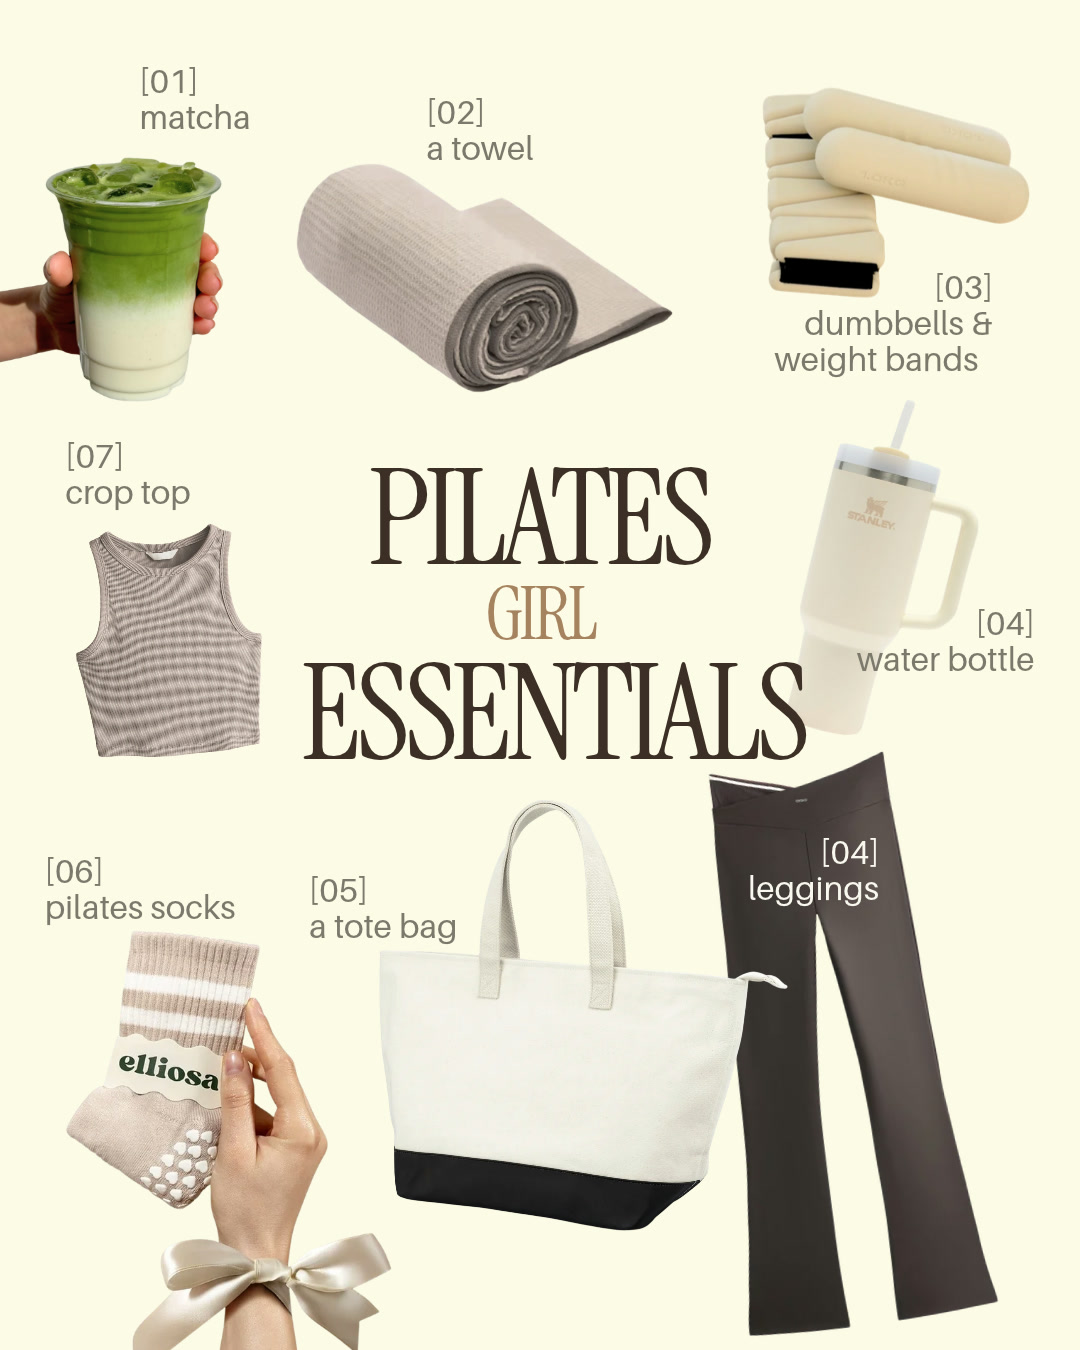 [01]
matcha
[02]
a towel
[03]
dumbbells &
weight bands
STANLEY
[04]
water bottle
[07]
crop top
PILATES
GIRL
ESSENTIALS
[04]
leggings
[05]
a tote bag
[06]
pilates socks
elliosa